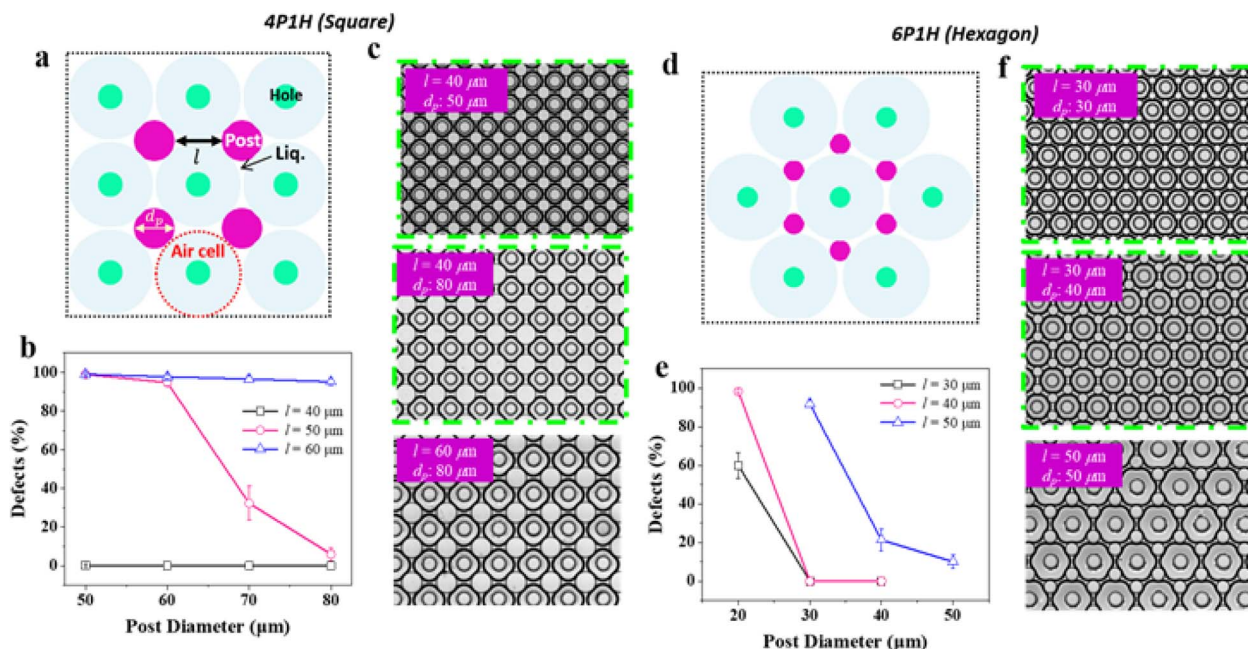 4P1H (Square)
a
Hole
Post
l
Liq.
dp
Air cell
b
100
80
60
40
20
0
Defects (%)
l = 40 μm
l = 50 μm
l = 60 μm
50
60
70
80
Post Diameter (μm)
c
l = 40 μm
dp: 50 μm
l = 40 μm
dp: 80 μm
l = 60 μm
dp: 80 μm
6P1H (Hexagon)
d
e
100
80
60
40
20
0
Defects (%)
l = 30 μm
l = 40 μm
l = 50 μm
20
30
40
50
Post Diameter (μm)
f
l = 30 μm
dp: 30 μm
l = 30 μm
dp: 40 μm
l = 50 μm
dp: 50 μm